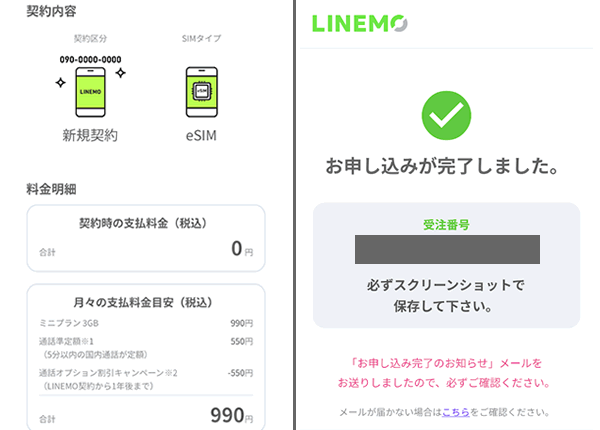 契約内容
契約区分
SIMタイプ
090-0000-0000
LINEMO
eSIM
新規契約
eSIM
料金明細
契約時の支払料金（税込）
合計 0 円
月々の支払料金目安（税込）
ミニプラン 3GB 990円
通話準定額※1 550円
（5分以内の国内通話が定額）
通話オプション割引キャンペーン※2 -550円
（LINEMO契約から1年後まで）
合計 990円
LINEMO
お申し込みが完了しました。
受注番号
必ずスクリーンショットで
保存して下さい。
「お申し込み完了のお知らせ」メールを
お送りしましたので、必ずご確認ください。
メールが届かない場合はこちらをご確認ください。